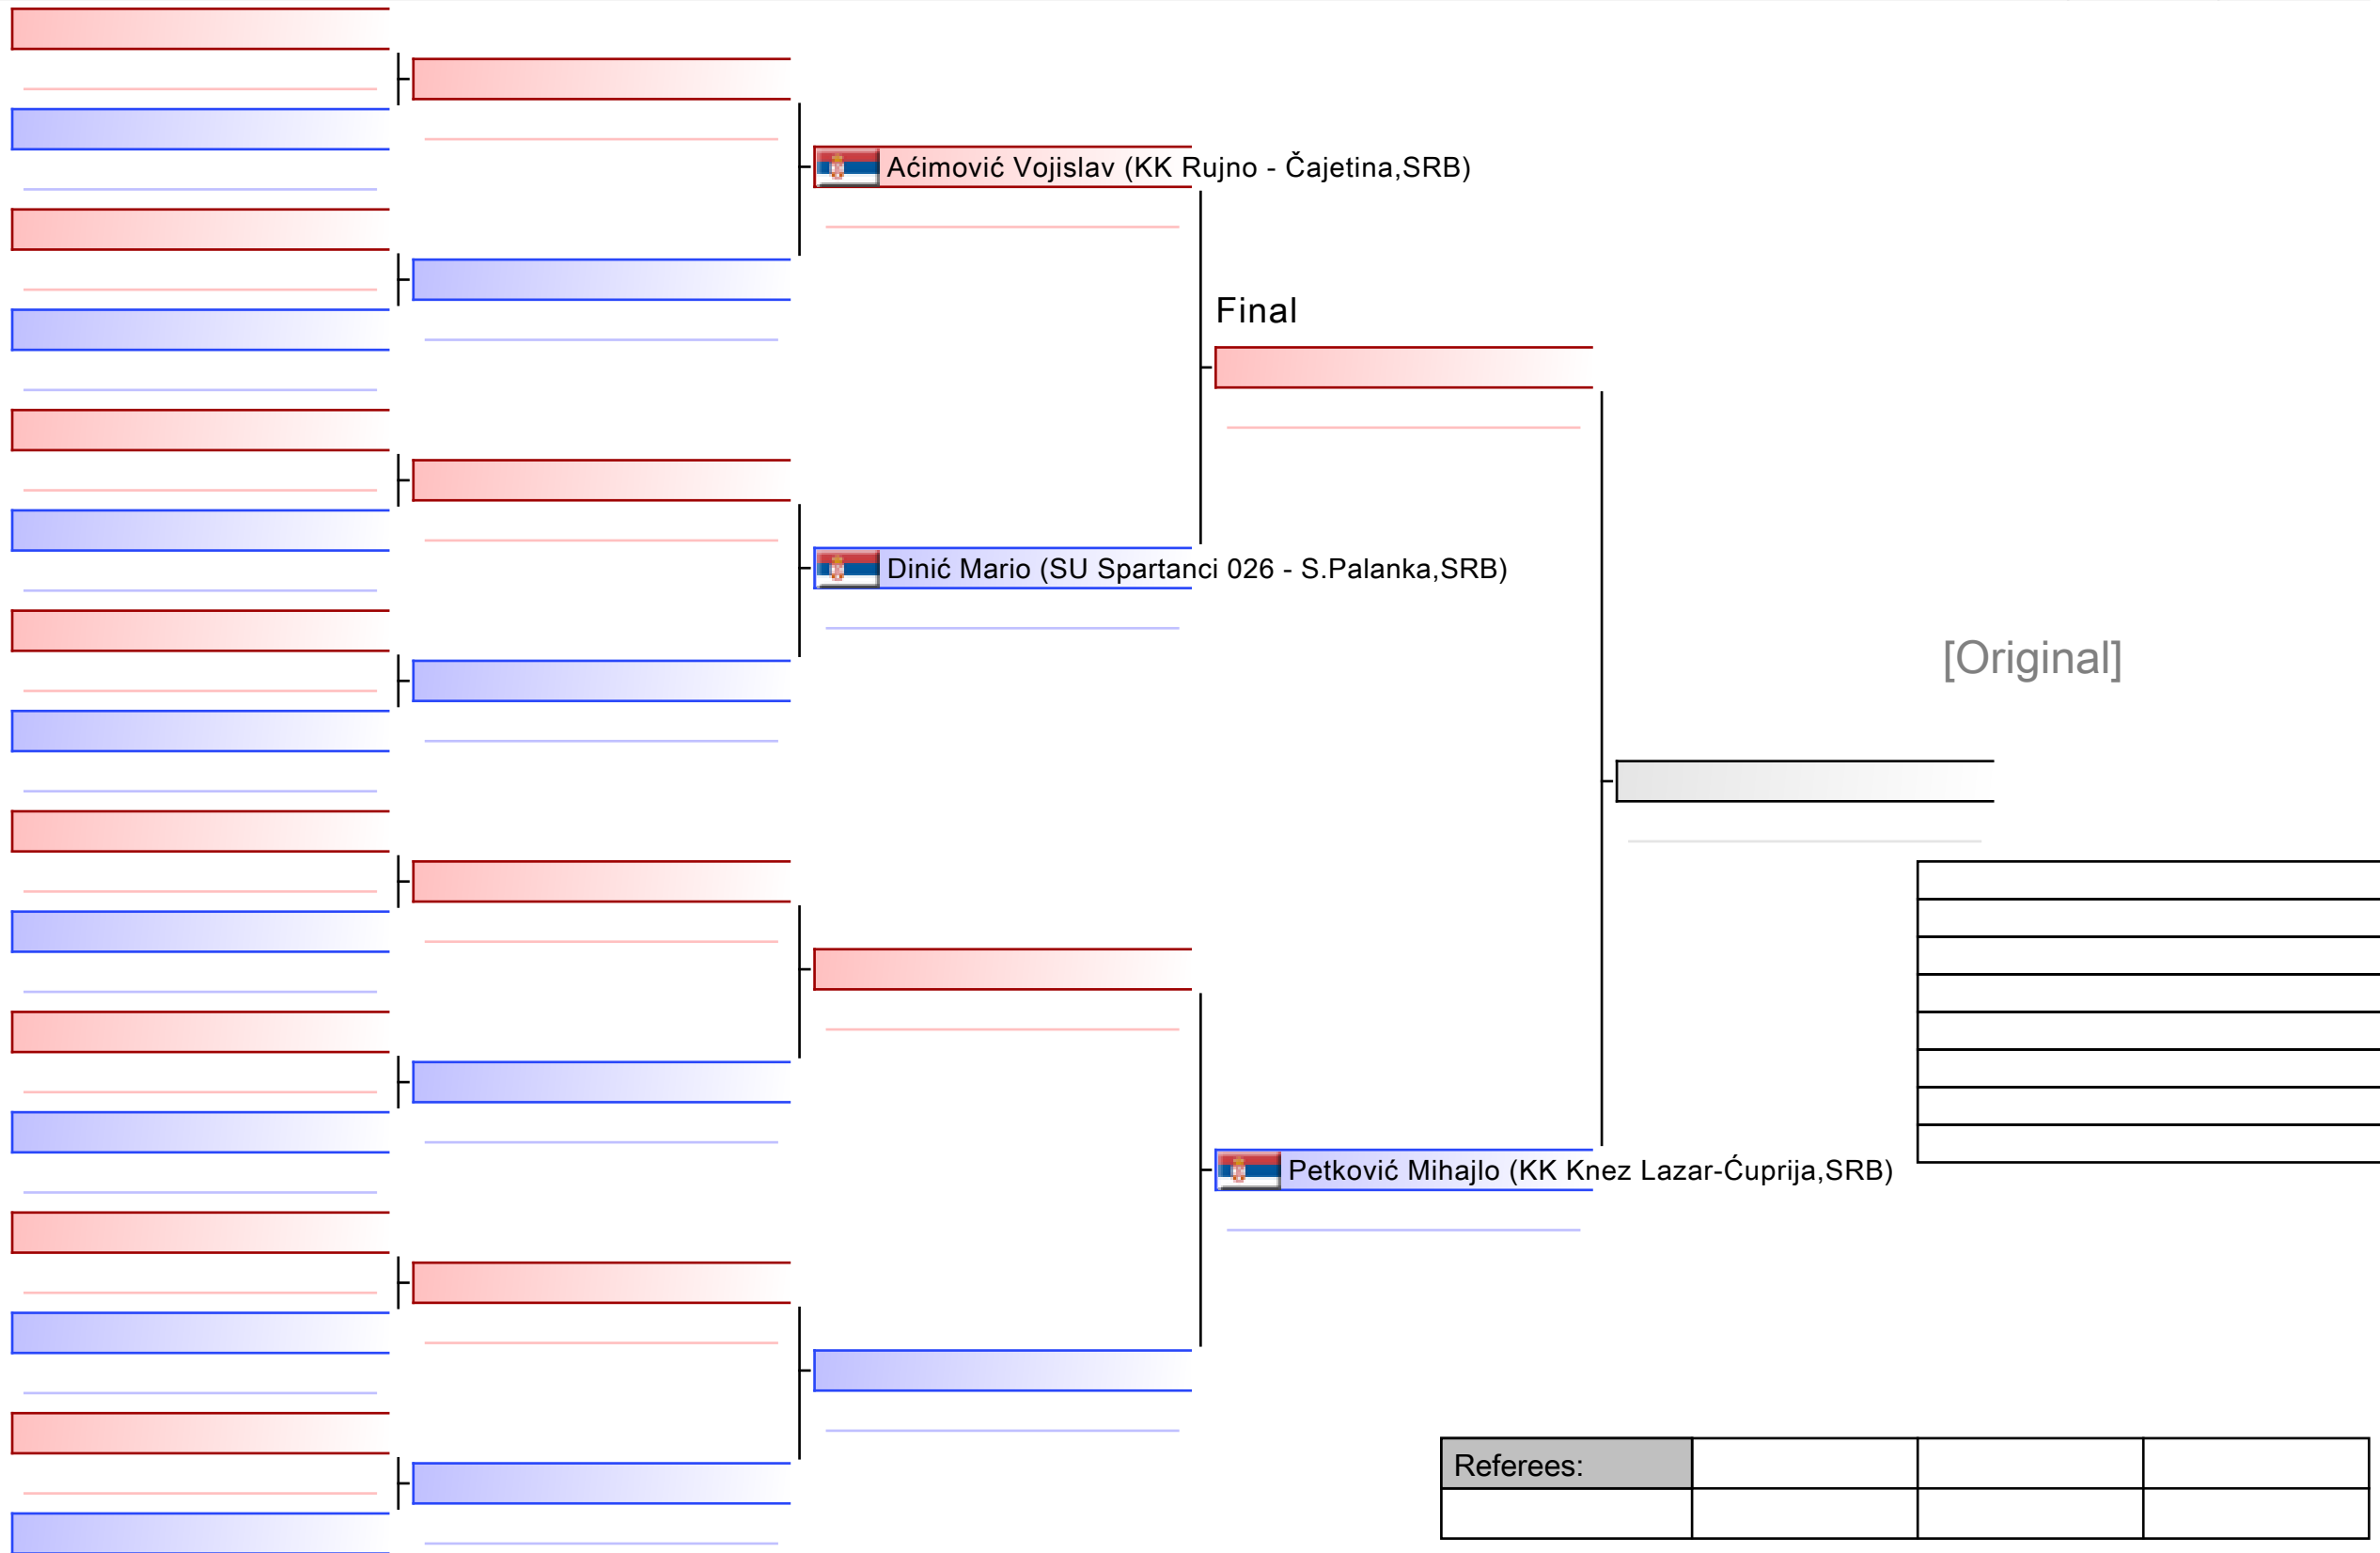 Aćimović Vojislav (KK Rujno - Čajetina,SRB)
Final
Dinić Mario (SU Spartanci 026 - S.Palanka,SRB)
[Original]
Petković Mihajlo (KK Knez Lazar-Ćuprija,SRB)
Referees: